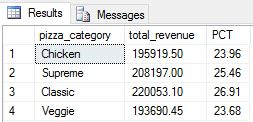 Results Messages
pizza_category total_revenue PCT
1 Chicken 195919.50 23.96
2 Supreme 208197.00 25.46
3 Classic 220053.10 26.91
4 Veggie 193690.45 23.68